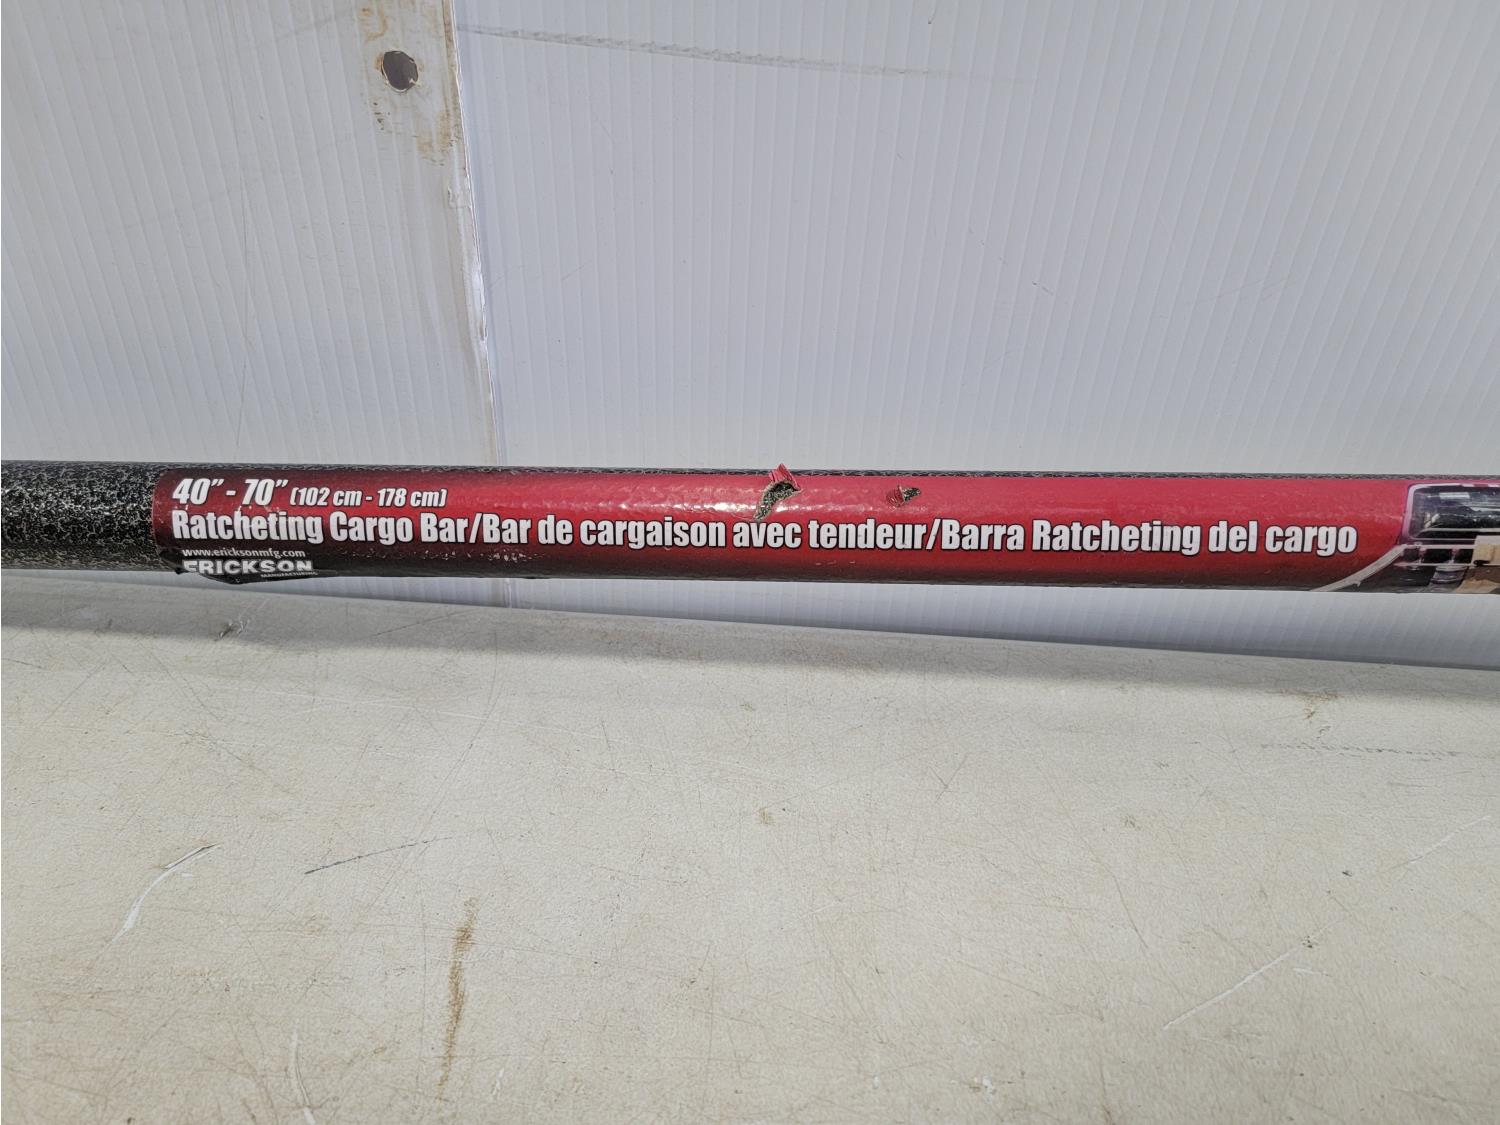 40" - 70" (102 cm - 178 cm)
Ratcheting Cargo Bar/Bar de cargaison avec tendeur/Barra Ratcheting del cargo
www.ericksonmfg.com
ERICKSON
MANUFACTURING